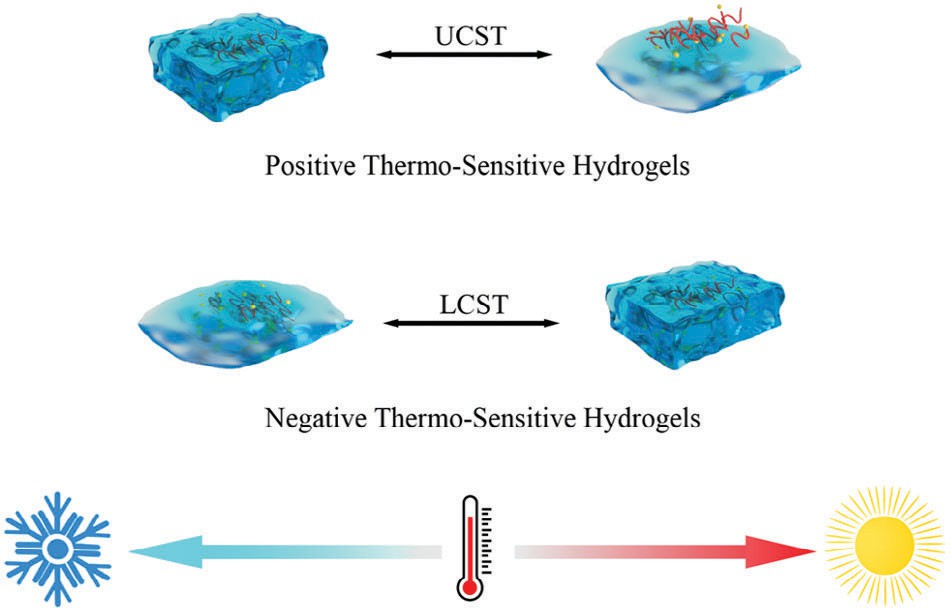 UCST
Positive Thermo-Sensitive Hydrogels
LCST
Negative Thermo-Sensitive Hydrogels